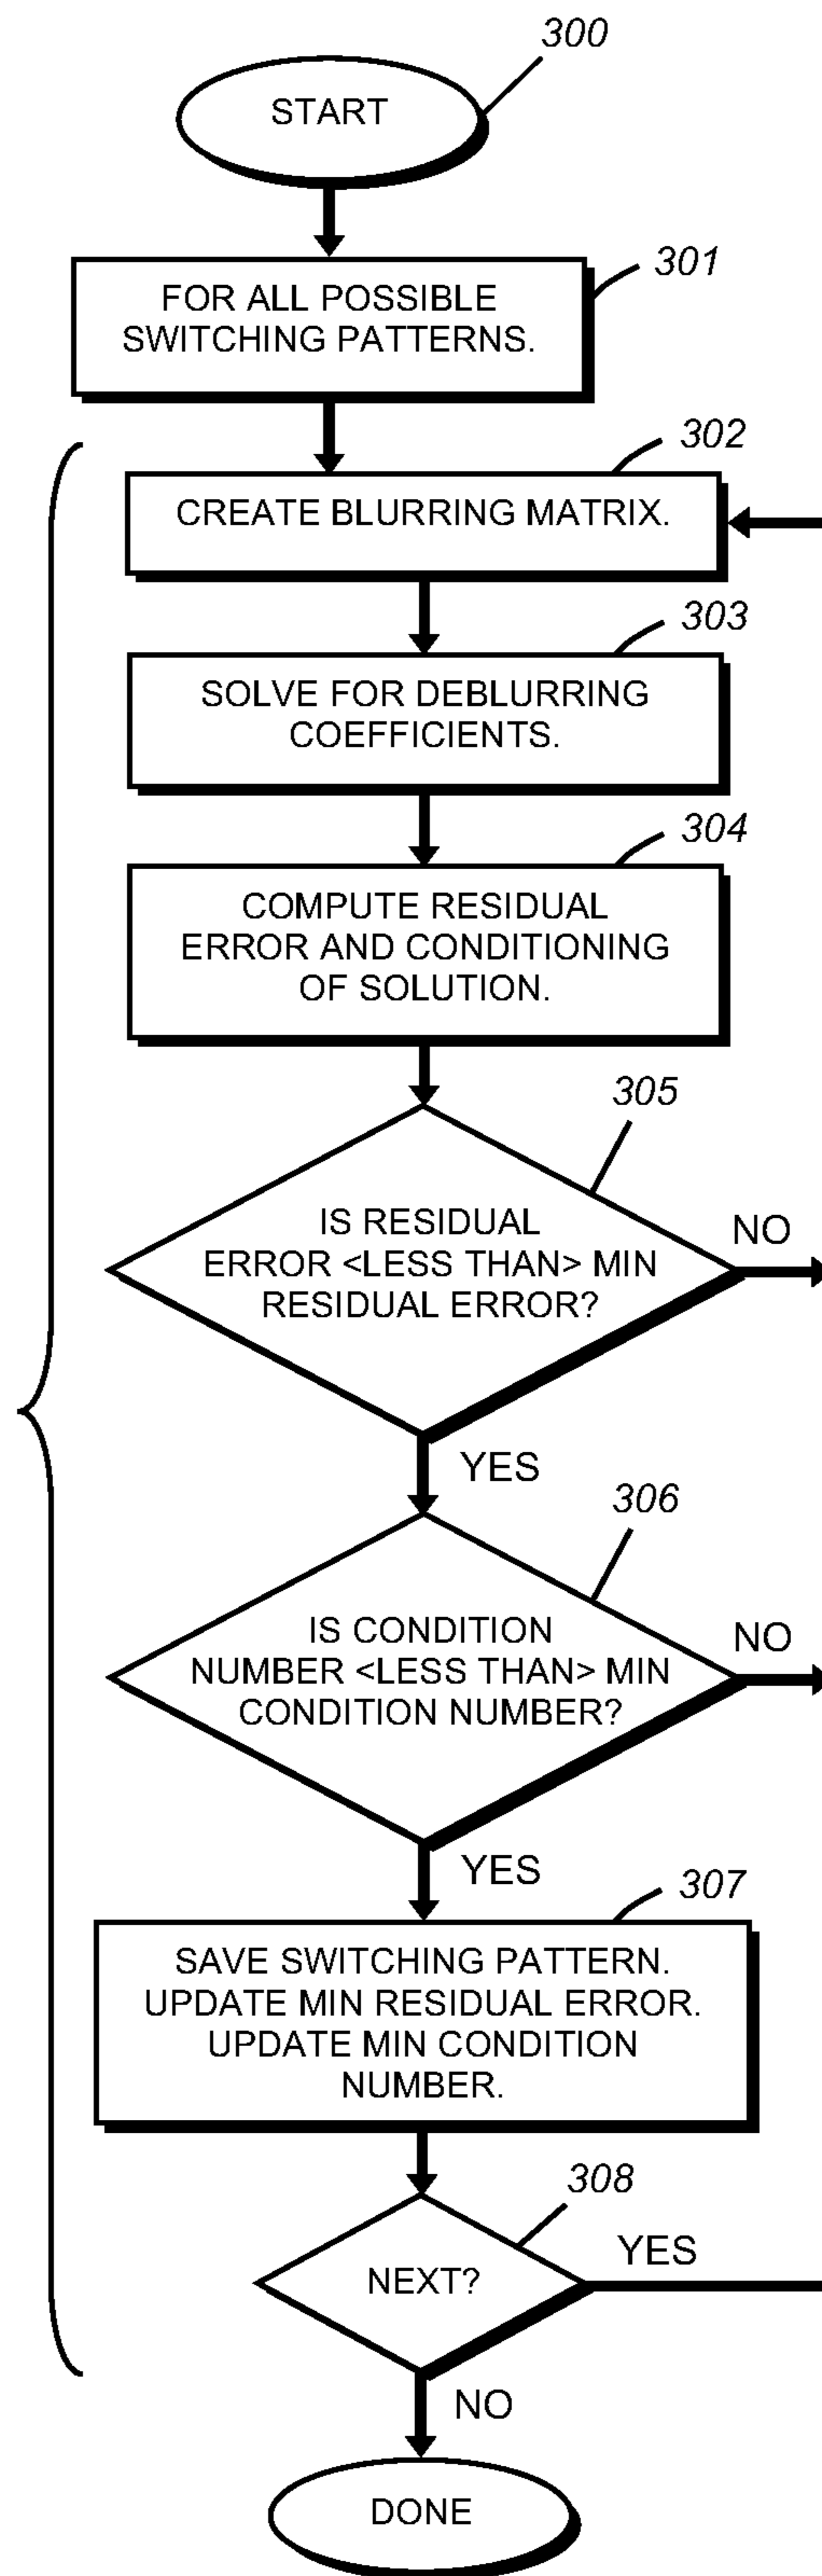 300
START
301
FOR ALL POSSIBLE
SWITCHING PATTERNS.
302
CREATE BLURRING MATRIX.
303
SOLVE FOR DEBLURRING
COEFFICIENTS.
304
COMPUTE RESIDUAL
ERROR AND CONDITIONING
OF SOLUTION.
305
IS RESIDUAL
ERROR <LESS THAN> MIN
RESIDUAL ERROR?
NO
YES
306
IS CONDITION
NUMBER <LESS THAN> MIN
CONDITION NUMBER?
NO
YES
307
SAVE SWITCHING PATTERN.
UPDATE MIN RESIDUAL ERROR.
UPDATE MIN CONDITION
NUMBER.
308
NEXT?
YES
NO
DONE